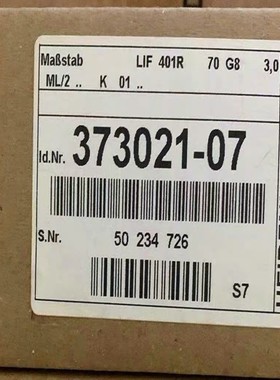 Maßstab LIF 401R 70 G8 3,0
ML/2 .. K 01 ..
Id.Nr. 373021-07
S.Nr. 50 234 726
S7